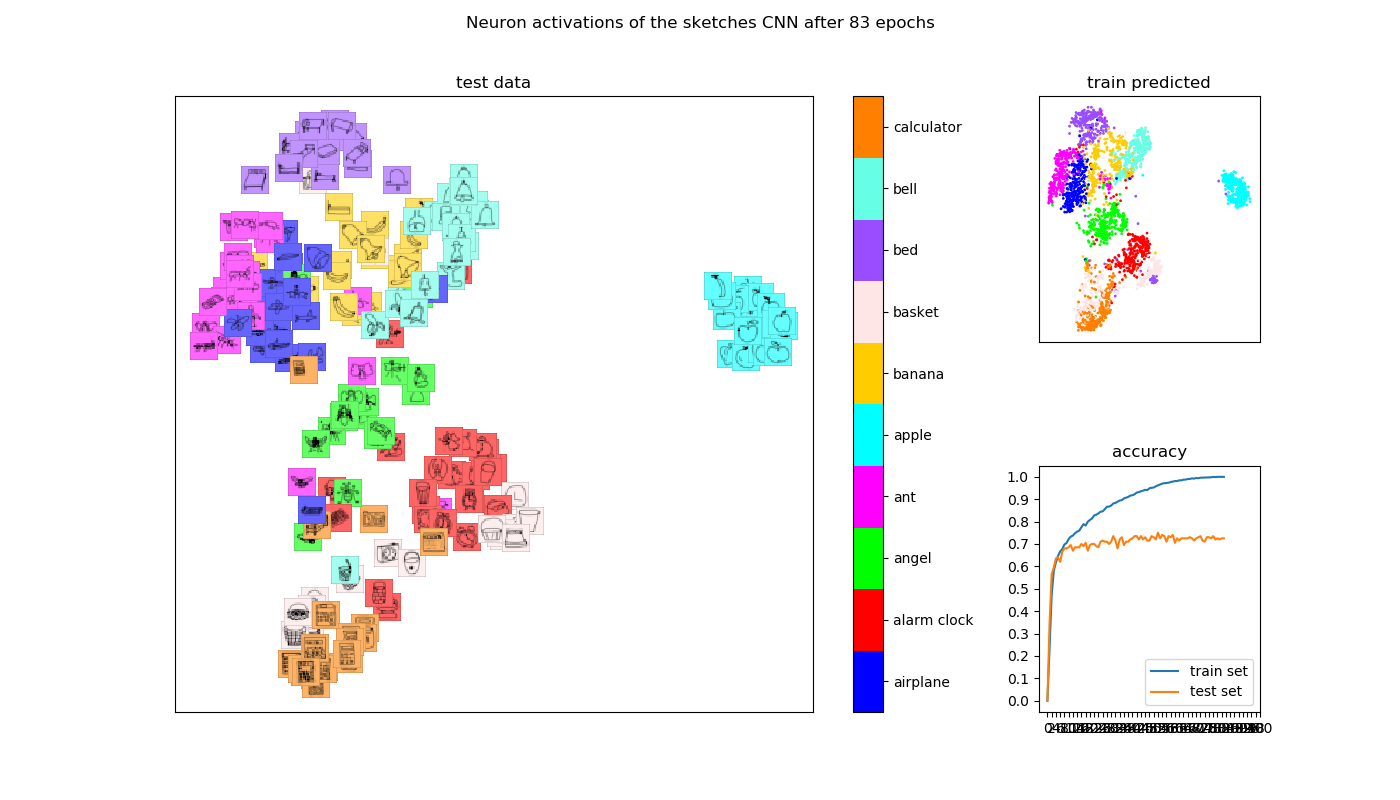 Neuron activations of the sketches CNN after 83 epochs
test data
calculator
bell
bed
basket
banana
apple
ant
angel
alarm clock
airplane
train predicted
accuracy
1.0
0.9
0.8
0.7
0.6
0.5
0.4
0.3
0.2
0.1
0.0
train set
test set